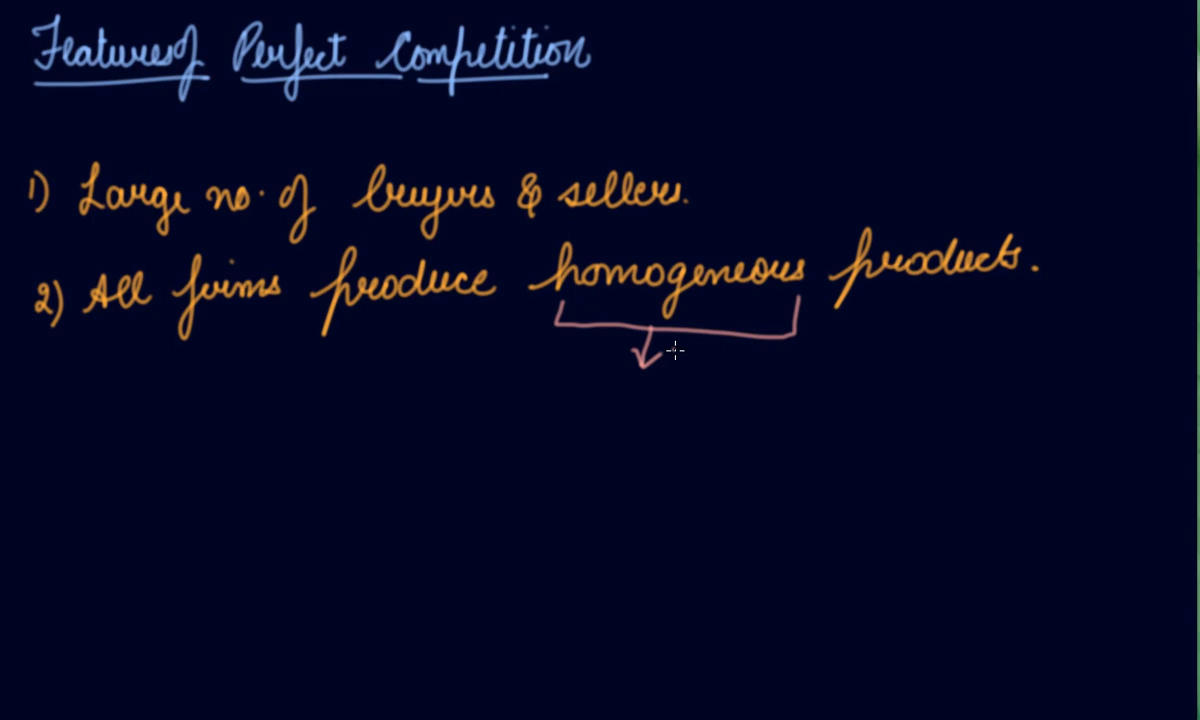 Features of Perfect Competition
1) Large no. of buyers & sellers.
2) All firms produce homogeneous products.